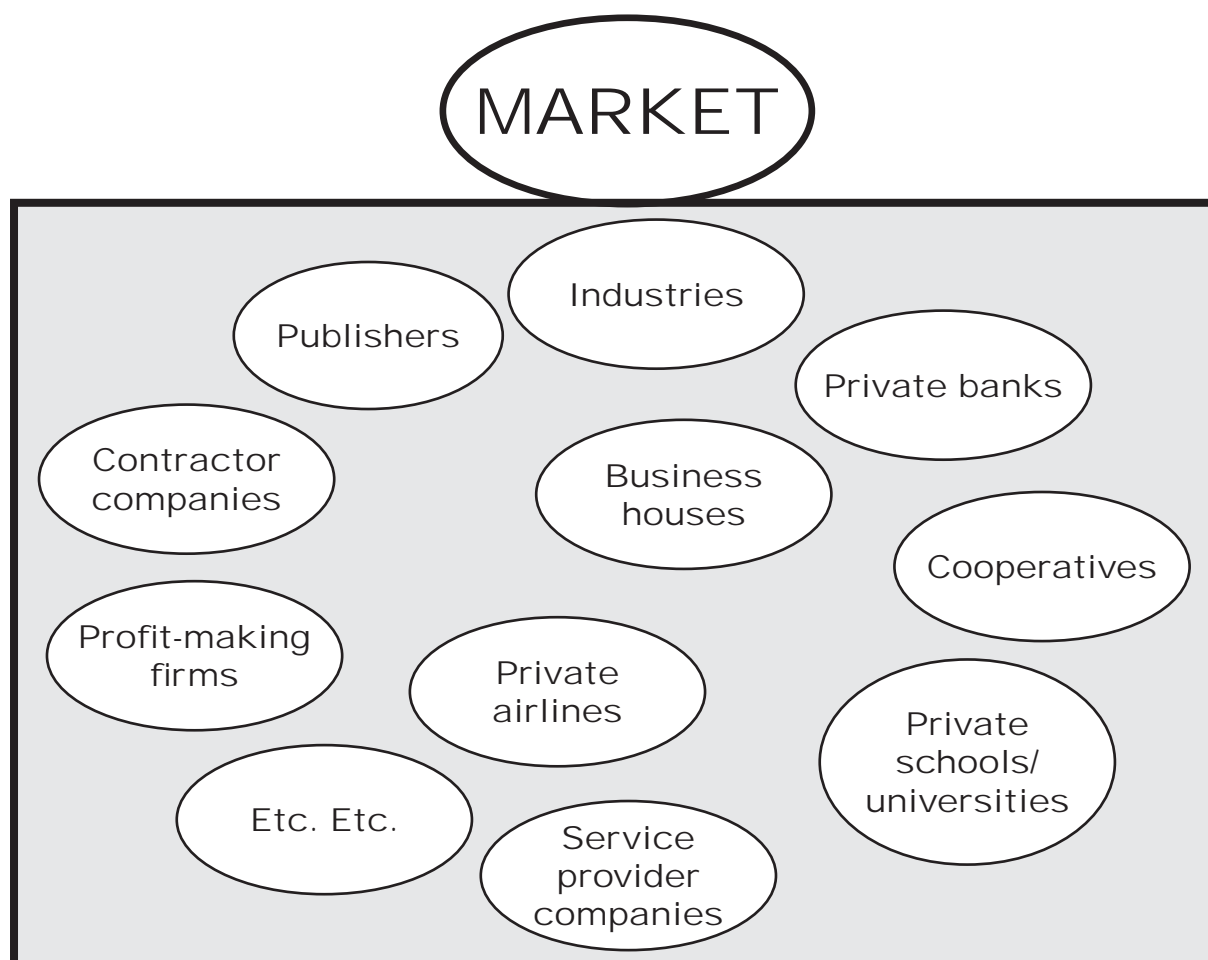 MARKET
Industries
Publishers
Private banks
Contractor
companies
Business
houses
Cooperatives
Profit-making
firms
Private
airlines
Private
schools/
universities
Etc. Etc.
Service
provider
companies